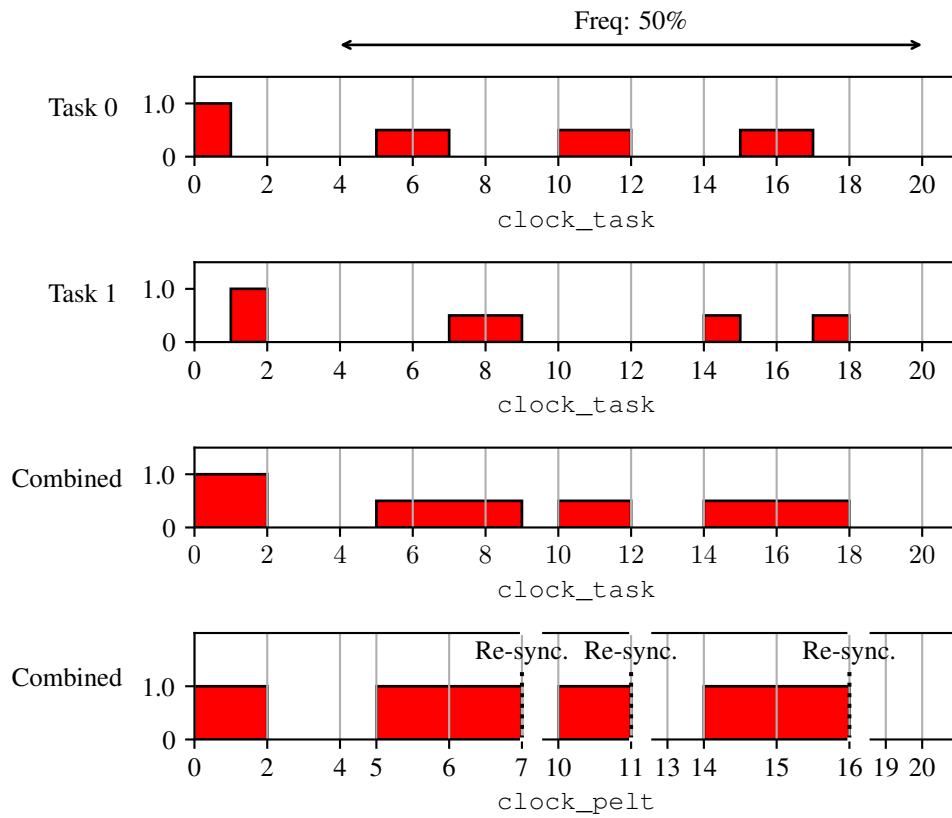 Freq: 50%
Task 0
1.0
0
0 2 4 6 8 10 12 14 16 18 20
clock_task
Task 1
1.0
0
0 2 4 6 8 10 12 14 16 18 20
clock_task
Combined
1.0
0
0 2 4 6 8 10 12 14 16 18 20
clock_task
Re-sync. Re-sync. Re-sync.
Combined
1.0
0
0 2 4 5 6 7 10 11 13 14 15 16 19 20
clock_pelt